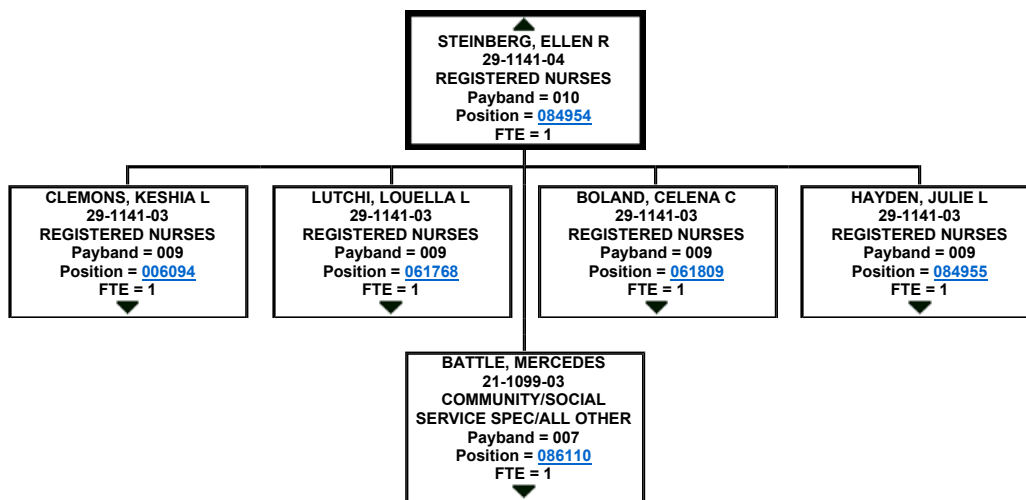 STEINBERG, ELLEN R
29-1141-04
REGISTERED NURSES
Payband = 010
Position = 084954
FTE = 1
CLEMONS, KESHIA L
29-1141-03
REGISTERED NURSES
Payband = 009
Position = 006094
FTE = 1
LUTCHI, LOUELLA L
29-1141-03
REGISTERED NURSES
Payband = 009
Position = 061768
FTE = 1
BOLAND, CELENA C
29-1141-03
REGISTERED NURSES
Payband = 009
Position = 061809
FTE = 1
HAYDEN, JULIE L
29-1141-03
REGISTERED NURSES
Payband = 009
Position = 084955
FTE = 1
BATTLE, MERCEDES
21-1099-03
COMMUNITY/SOCIAL
SERVICE SPEC/ALL OTHER
Payband = 007
Position = 086110
FTE = 1